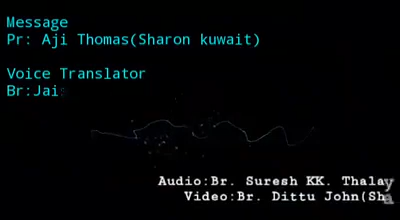 Message
Pr: Aji Thomas(Sharon kuwait)
Voice Translator
Br:Jai
Audio:Br. Suresh KK. Thalay
Video:Br. Dittu John(Sh